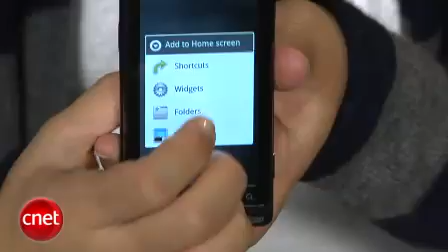 Add to Home screen
Shortcuts
Widgets
Folders
cnet